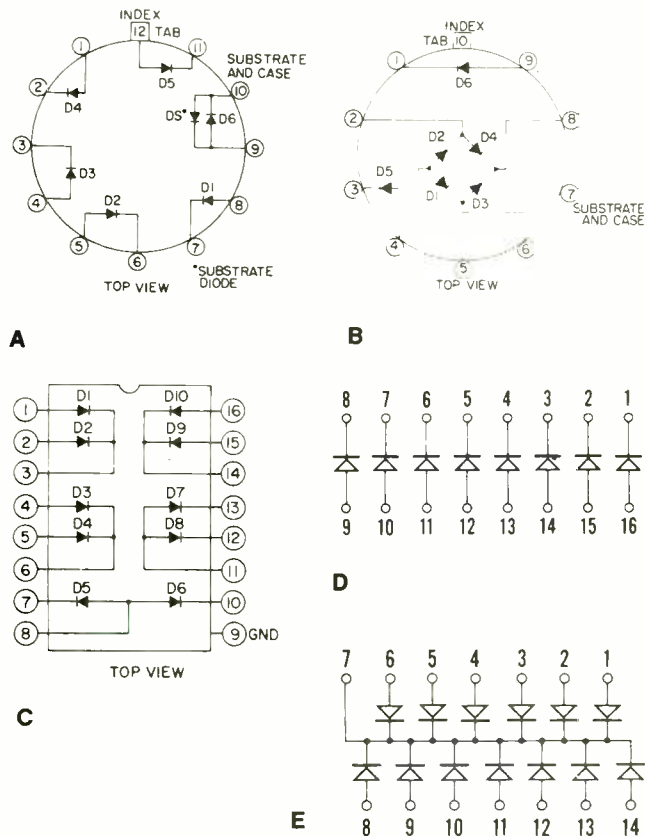 INDEX
12 TAB
1
11
SUBSTRATE
AND CASE
2
D4
D5
10
DS* D6
3
D3
9
D2
D1
4
8
5
6
7
*SUBSTRATE
DIODE
TOP VIEW
A
INDEX
TAB 10
1
9
D6
2
8
D2
D4
D5
3
D1
D3
7
SUBSTRATE
AND CASE
4
5
6
TOP VIEW
B
1 D1 D10 16
2 D2 D9 15
3 14
4 D3 D7 13
5 D4 D8 12
6 11
7 D5 D6 10
8 9 GND
TOP VIEW
C
8 7 6 5 4 3 2 1
9 10 11 12 13 14 15 16
D
7 6 5 4 3 2 1
8 9 10 11 12 13 14
E